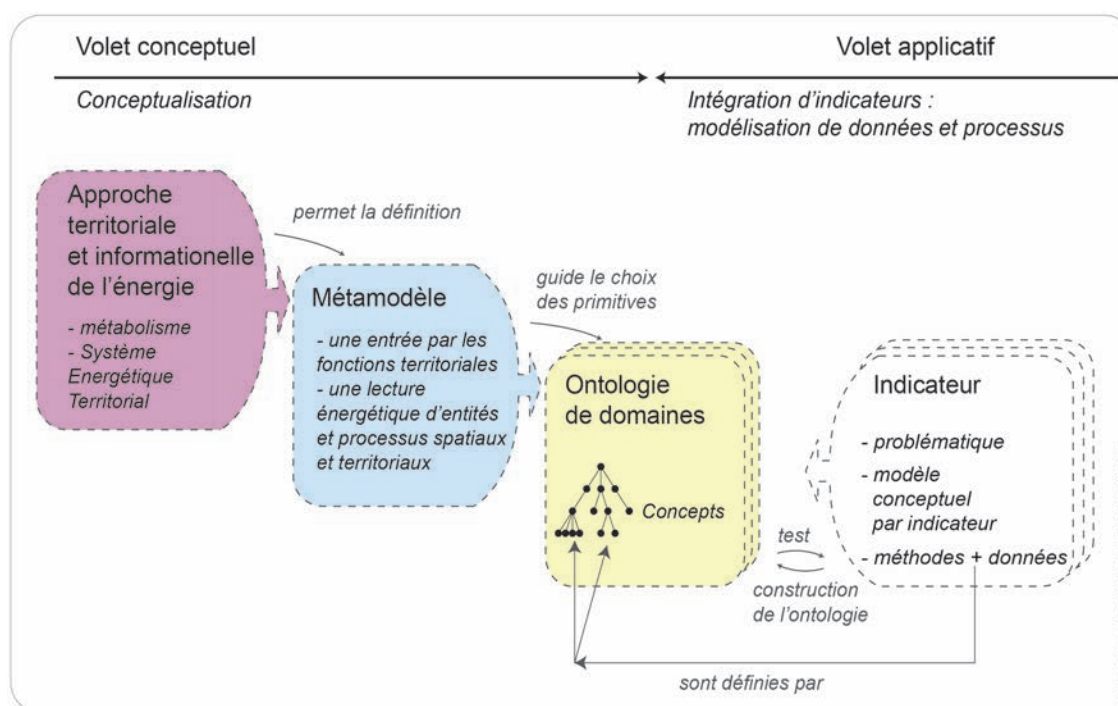 Volet conceptuel
Volet applicatif
Conceptualisation
Intégration d'indicateurs :
modélisation de données et processus
Approche
territoriale
et informationelle
de l'énergie
- métabolisme
- Système
Energétique
Territorial
permet la définition
Métamodèle
- une entrée par les
fonctions territoriales
- une lecture
énergétique d'entités
et processus spatiaux
et territoriaux
guide le choix
des primitives
Ontologie
de domaines
Concepts
test
construction
de l'ontologie
Indicateur
- problématique
- modèle
conceptuel
par indicateur
- méthodes + données
sont définies par